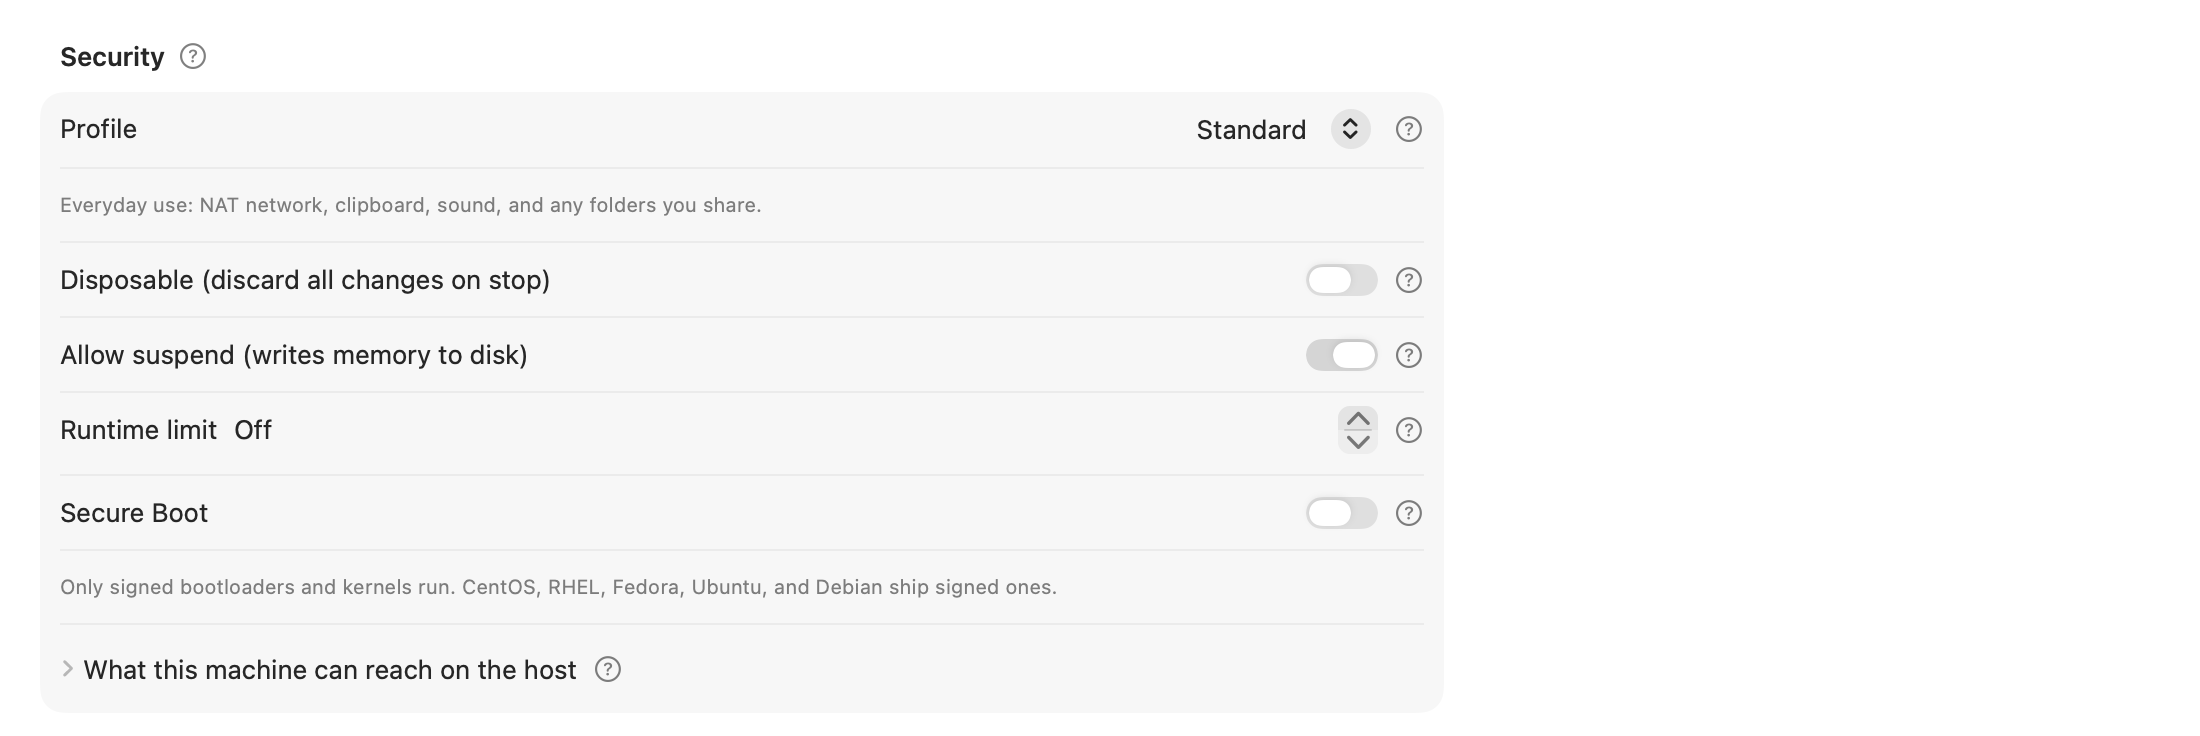 Security
Profile Standard
Everyday use: NAT network, clipboard, sound, and any folders you share.
Disposable (discard all changes on stop)
Allow suspend (writes memory to disk)
Runtime limit Off
Secure Boot
Only signed bootloaders and kernels run. CentOS, RHEL, Fedora, Ubuntu, and Debian ship signed ones.
What this machine can reach on the host